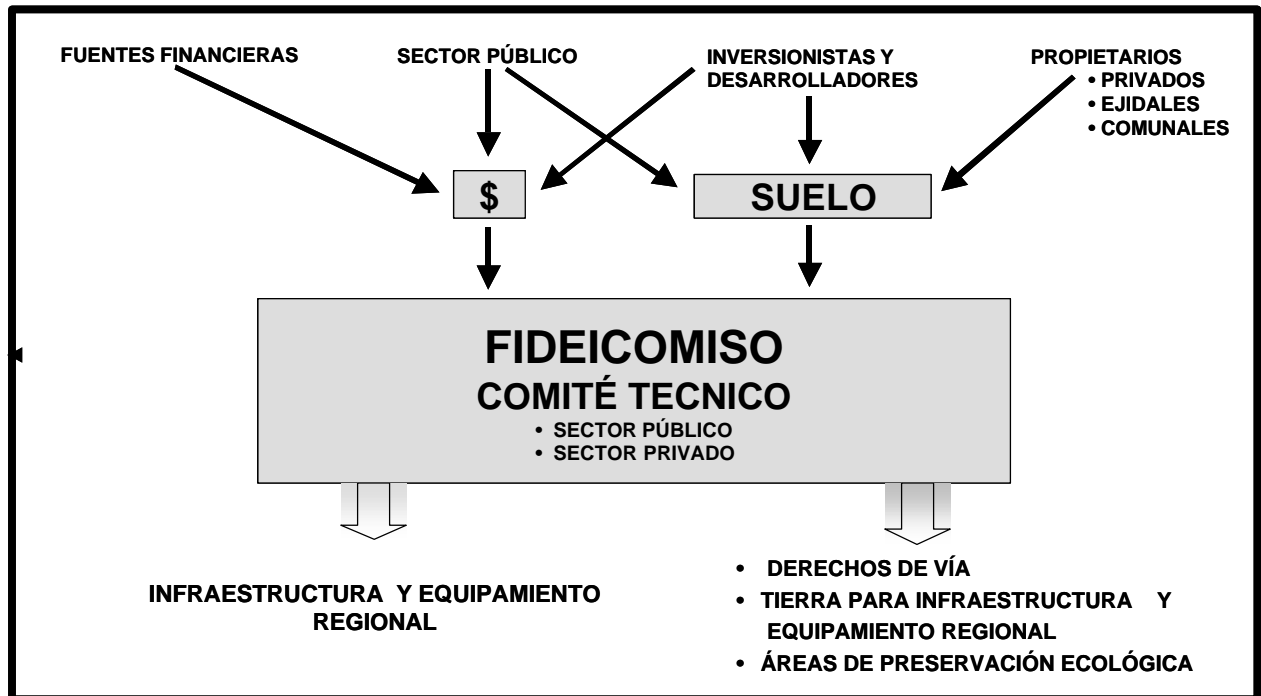 FUENTES FINANCIERAS
SECTOR PÚBLICO
INVERSIONISTAS Y
DESARROLLADORES
PROPIETARIOS
• PRIVADOS
• EJIDALES
• COMUNALES
$
SUELO
FIDEICOMISO
COMITÉ TECNICO
• SECTOR PÚBLICO
• SECTOR PRIVADO
INFRAESTRUCTURA Y EQUIPAMIENTO
REGIONAL
• DERECHOS DE VÍA
• TIERRA PARA INFRAESTRUCTURA Y
EQUIPAMIENTO REGIONAL
• ÁREAS DE PRESERVACIÓN ECOLÓGICA